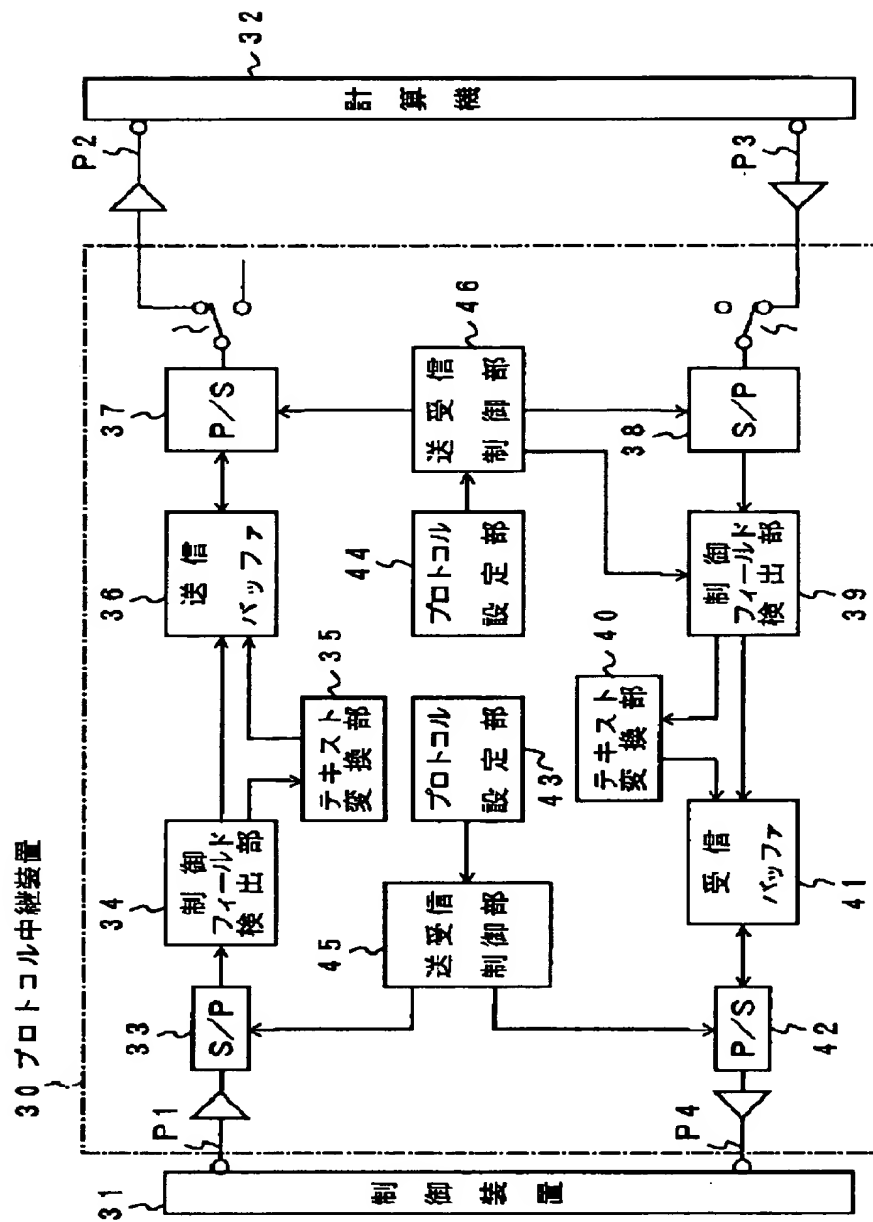 30 プロトコル中継装置
31
制御装置
P1
33
S/P
34
制御
フィールド
検出部
35
テキスト
変換部
36
送信
バッファ
37
P/S
P2
32
計算機
45
送受信
制御部
43
プロトコル
設定部
44
プロトコル
設定部
46
送受信
制御部
P4
42
P/S
41
受信
バッファ
40
テキスト
変換部
39
制御
フィールド
検出部
38
S/P
P3